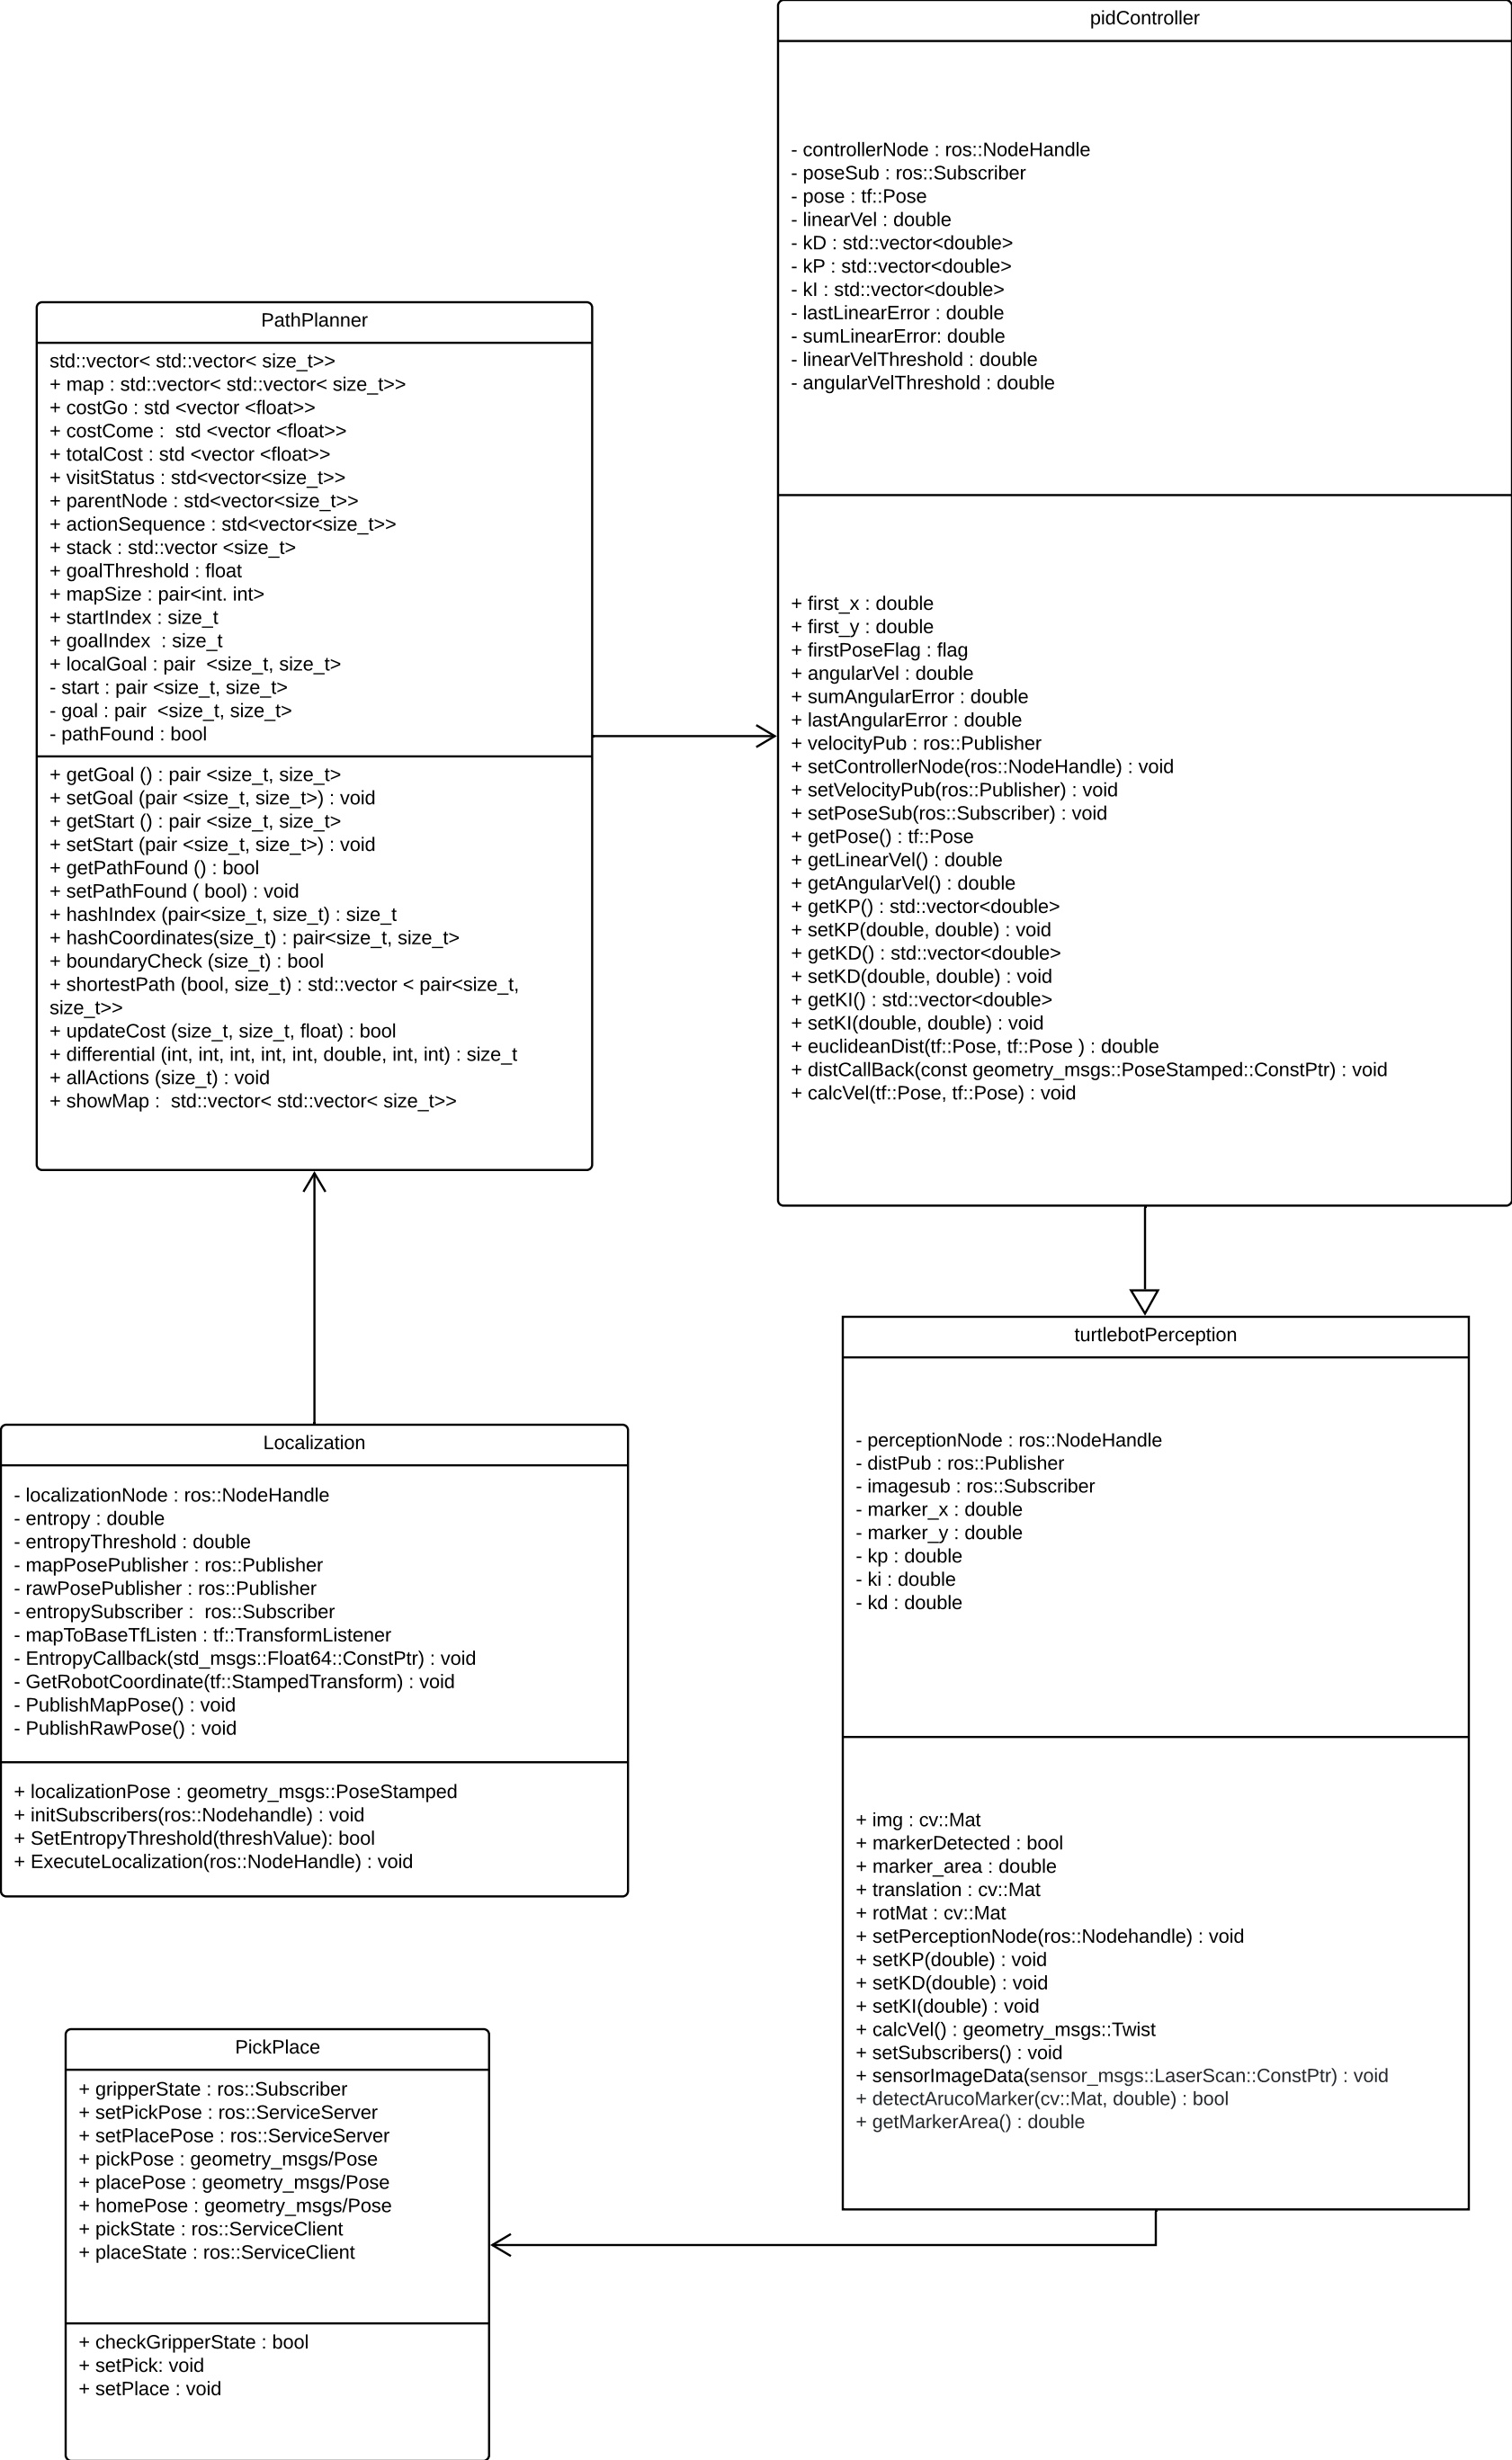 pidController
- controllerNode : ros::NodeHandle
- poseSub : ros::Subscriber
- pose : tf::Pose
- linearVel : double
- kD : std::vector<double>
- kP : std::vector<double>
- kI : std::vector<double>
- lastLinearError : double
- sumLinearError: double
- linearVelThreshold : double
- angularVelThreshold : double
+ first_x : double
+ first_y : double
+ firstPoseFlag : flag
+ angularVel : double
+ sumAngularError : double
+ lastAngularError : double
+ velocityPub : ros::Publisher
+ setControllerNode(ros::NodeHandle) : void
+ setVelocityPub(ros::Publisher) : void
+ setPoseSub(ros::Subscriber) : void
+ getPose() : tf::Pose
+ getLinearVel() : double
+ getAngularVel() : double
+ getKP() : std::vector<double>
+ setKP(double, double) : void
+ getKD() : std::vector<double>
+ setKD(double, double) : void
+ getKI() : std::vector<double>
+ setKI(double, double) : void
+ euclideanDist(tf::Pose, tf::Pose ) : double
+ distCallBack(const geometry_msgs::PoseStamped::ConstPtr) : void
+ calcVel(tf::Pose, tf::Pose) : void
PathPlanner
std::vector< std::vector< size_t>>
+ map : std::vector< std::vector< size_t>>
+ costGo : std <vector <float>>
+ costCome :  std <vector <float>>
+ totalCost : std <vector <float>>
+ visitStatus : std<vector<size_t>>
+ parentNode : std<vector<size_t>>
+ actionSequence : std<vector<size_t>>
+ stack : std::vector <size_t>
+ goalThreshold : float
+ mapSize : pair<int. int>
+ startIndex : size_t
+ goalIndex  : size_t
+ localGoal : pair  <size_t, size_t>
- start : pair <size_t, size_t>
- goal : pair  <size_t, size_t>
- pathFound : bool
+ getGoal () : pair <size_t, size_t>
+ setGoal (pair <size_t, size_t>) : void
+ getStart () : pair <size_t, size_t>
+ setStart (pair <size_t, size_t>) : void
+ getPathFound () : bool
+ setPathFound ( bool) : void
+ hashIndex (pair<size_t, size_t) : size_t
+ hashCoordinates(size_t) : pair<size_t, size_t>
+ boundaryCheck (size_t) : bool
+ shortestPath (bool, size_t) : std::vector < pair<size_t,
size_t>>
+ updateCost (size_t, size_t, float) : bool
+ differential (int, int, int, int, int, double, int, int) : size_t
+ allActions (size_t) : void
+ showMap :  std::vector< std::vector< size_t>>
turtlebotPerception
- perceptionNode : ros::NodeHandle
- distPub : ros::Publisher
- imagesub : ros::Subscriber
- marker_x : double
- marker_y : double
- kp : double
- ki : double
- kd : double
+ img : cv::Mat
+ markerDetected : bool
+ marker_area : double
+ translation : cv::Mat
+ rotMat : cv::Mat
+ setPerceptionNode(ros::Nodehandle) : void
+ setKP(double) : void
+ setKD(double) : void
+ setKI(double) : void
+ calcVel() : geometry_msgs::Twist
+ setSubscribers() : void
+ sensorImageData(sensor_msgs::LaserScan::ConstPtr) : void
+ detectArucoMarker(cv::Mat, double) : bool
+ getMarkerArea() : double
Localization
- localizationNode : ros::NodeHandle
- entropy : double
- entropyThreshold : double
- mapPosePublisher : ros::Publisher
- rawPosePublisher : ros::Publisher
- entropySubscriber :  ros::Subscriber
- mapToBaseTfListen : tf::TransformListener
- EntropyCallback(std_msgs::Float64::ConstPtr) : void
- GetRobotCoordinate(tf::StampedTransform) : void
- PublishMapPose() : void
- PublishRawPose() : void
+ localizationPose : geometry_msgs::PoseStamped
+ initSubscribers(ros::Nodehandle) : void
+ SetEntropyThreshold(threshValue): bool
+ ExecuteLocalization(ros::NodeHandle) : void
PickPlace
+ gripperState : ros::Subscriber
+ setPickPose : ros::ServiceServer
+ setPlacePose : ros::ServiceServer
+ pickPose : geometry_msgs/Pose
+ placePose : geometry_msgs/Pose
+ homePose : geometry_msgs/Pose
+ pickState : ros::ServiceClient
+ placeState : ros::ServiceClient
+ checkGripperState : bool
+ setPick: void
+ setPlace : void